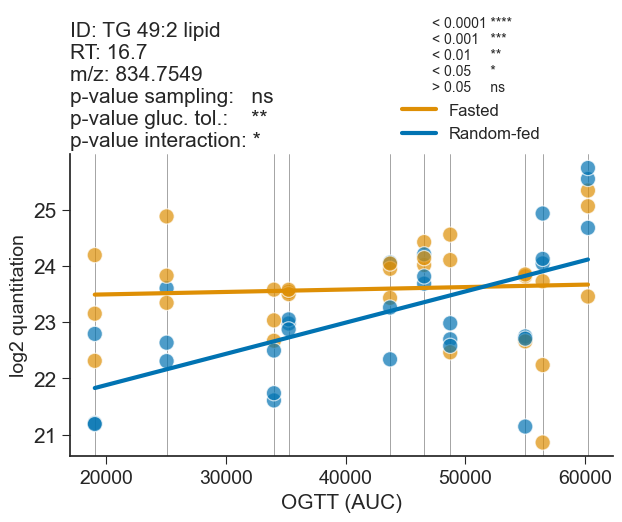 ID: TG 49:2 lipid
RT: 16.7
m/z: 834.7549
p-value sampling: ns
p-value gluc. tol.: **
p-value interaction: *
< 0.0001 ****
< 0.001 ***
< 0.01 **
< 0.05 *
> 0.05 ns
Fasted
Random-fed
log2 quantitation
25
24
23
22
21
20000 30000 40000 50000 60000
OGTT (AUC)